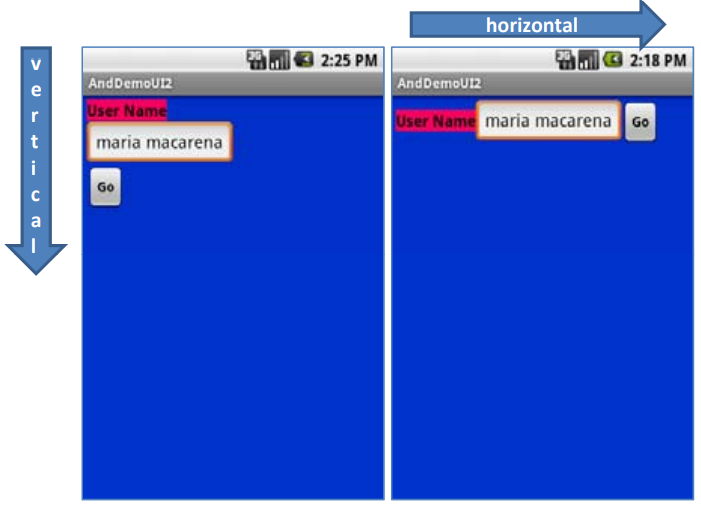 horizontal
vertical
2:25 PM
AndDemoUI2
User Name
maria macarena
Go
2:18 PM
AndDemoUI2
User Name maria macarena Go